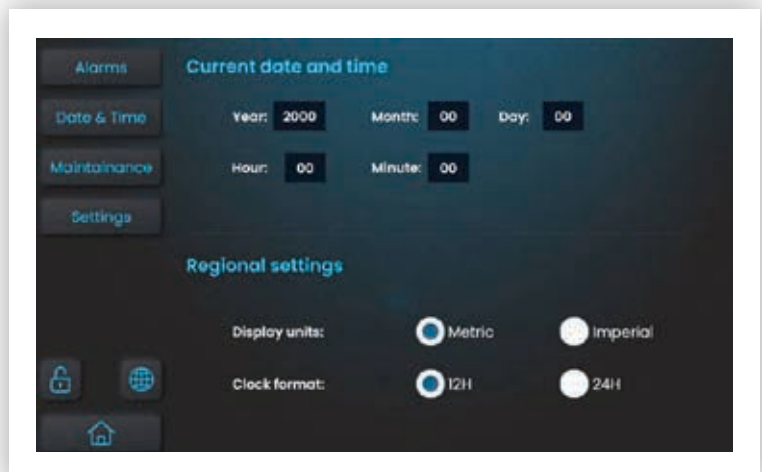 Alarms
Date & Time
Maintainance
Settings
Current date and time
Year: 2000 Month: 00 Day: 00
Hour: 00 Minute: 00
Regional settings
Display units: Metric Imperial
Clock format: 12H 24H